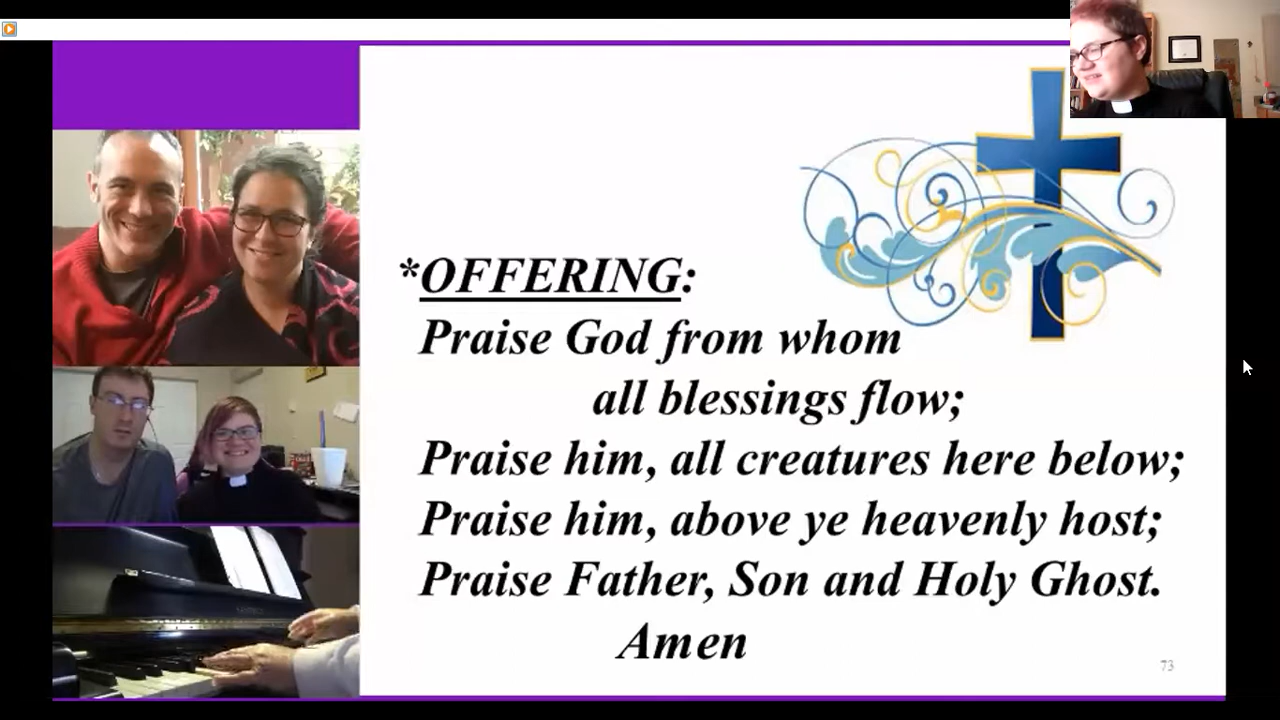 *OFFERING:
Praise God from whom
all blessings flow;
Praise him, all creatures here below;
Praise him, above ye heavenly host;
Praise Father, Son and Holy Ghost.
Amen
73